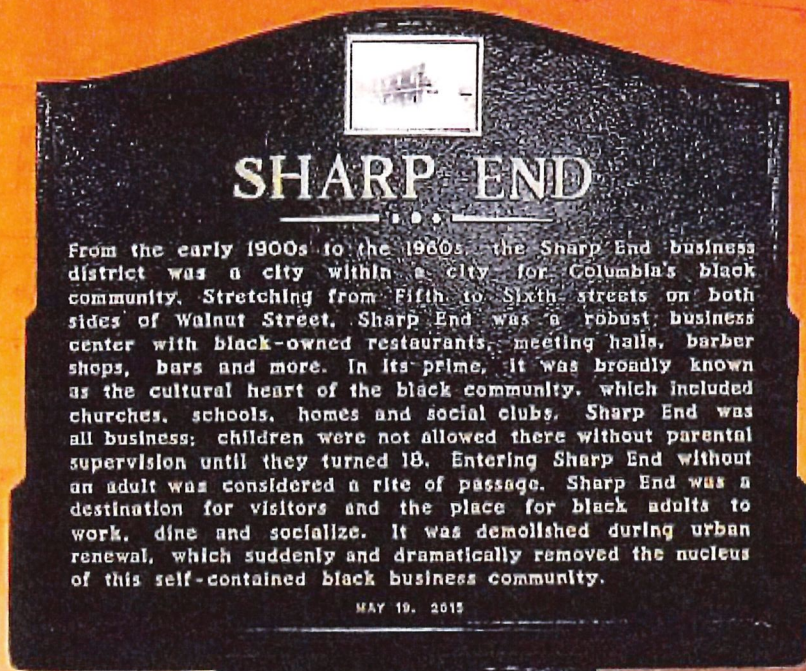 SHARP END
From the early 1900s to the 1960s, the Sharp End business
district was a city within a city for Columbia's black
community. Stretching from Fifth to Sixth streets on both
sides of Walnut Street, Sharp End was a robust business
center with black-owned restaurants, meeting halls, barber
shops, bars and more. In its prime, it was broadly known
as the cultural heart of the black community, which included
churches, schools, homes and social clubs. Sharp End was
all business; children were not allowed there without parental
supervision until they turned 18. Entering Sharp End without
an adult was considered a rite of passage. Sharp End was a
destination for visitors and the place for black adults to
work, dine and socialize. It was demolished during urban
renewal, which suddenly and dramatically removed the nucleus
of this self-contained black business community.
MAY 19, 2015